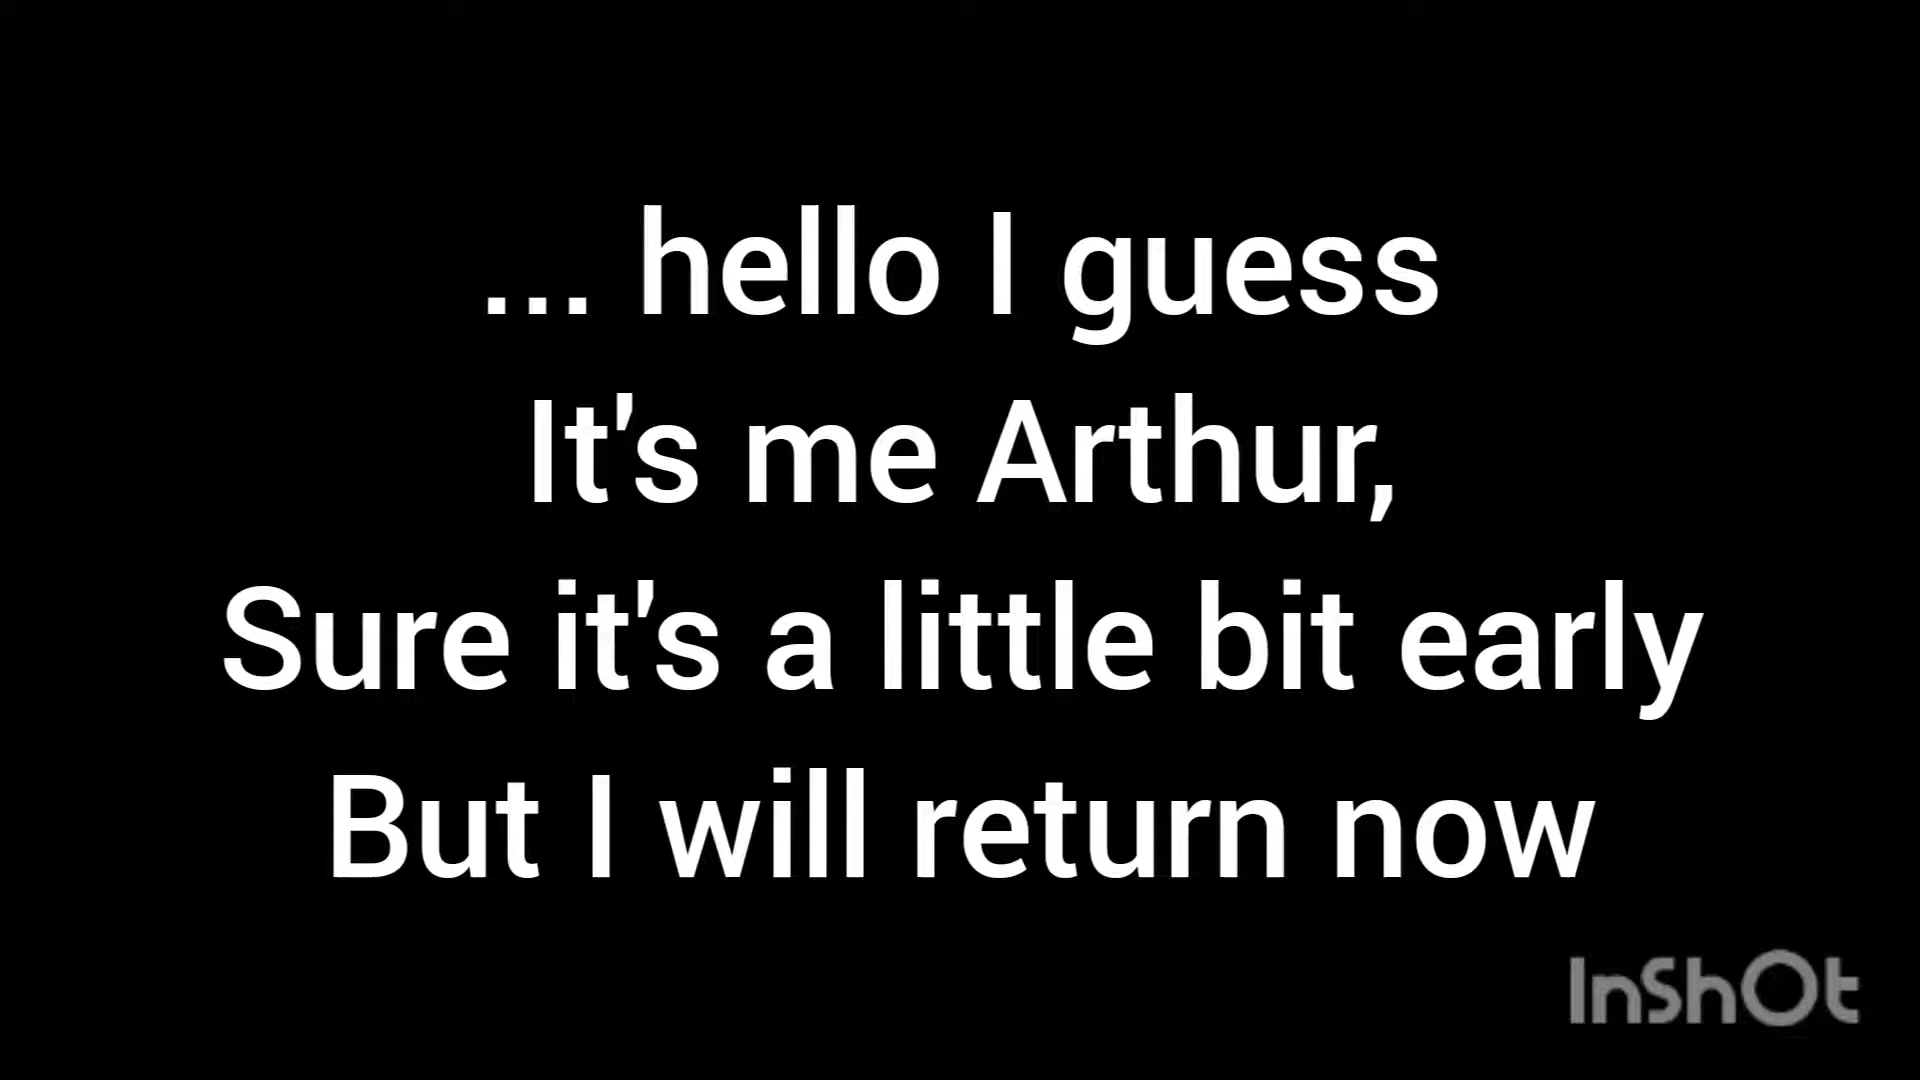 ... hello I guess
It's me Arthur,
Sure it's a little bit early
But I will return now
InShOt